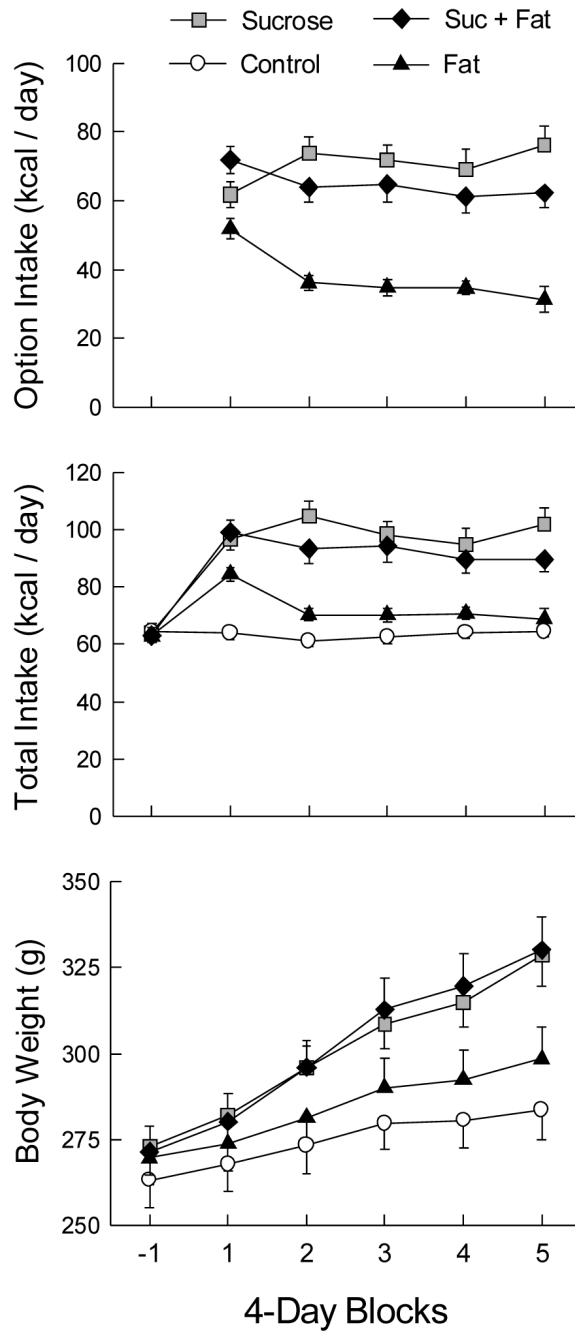 Sucrose Suc + Fat
Control Fat
Option Intake (kcal / day)
100
80
60
40
20
0
Total Intake (kcal / day)
120
100
80
60
40
20
0
Body Weight (g)
350
325
300
275
250
-1 1 2 3 4 5
4-Day Blocks